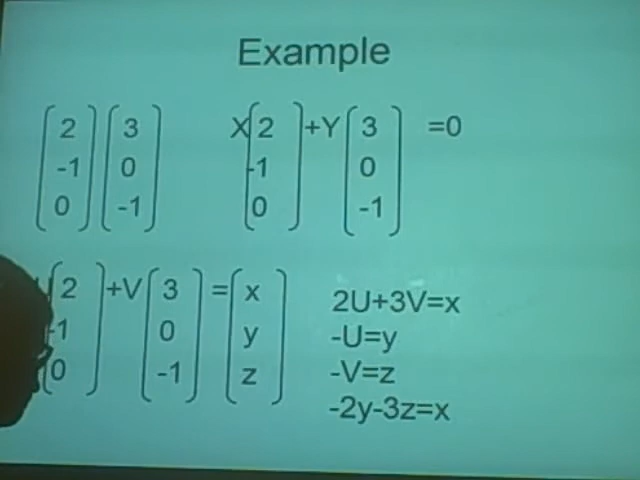 Example
2 3 X 2 +Y 3 =0
-1 0 -1 0
0 -1 0 -1
2 +V 3 = x
-1 0 y
0 -1 z
2U+3V=x
-U=y
-V=z
-2y-3z=x